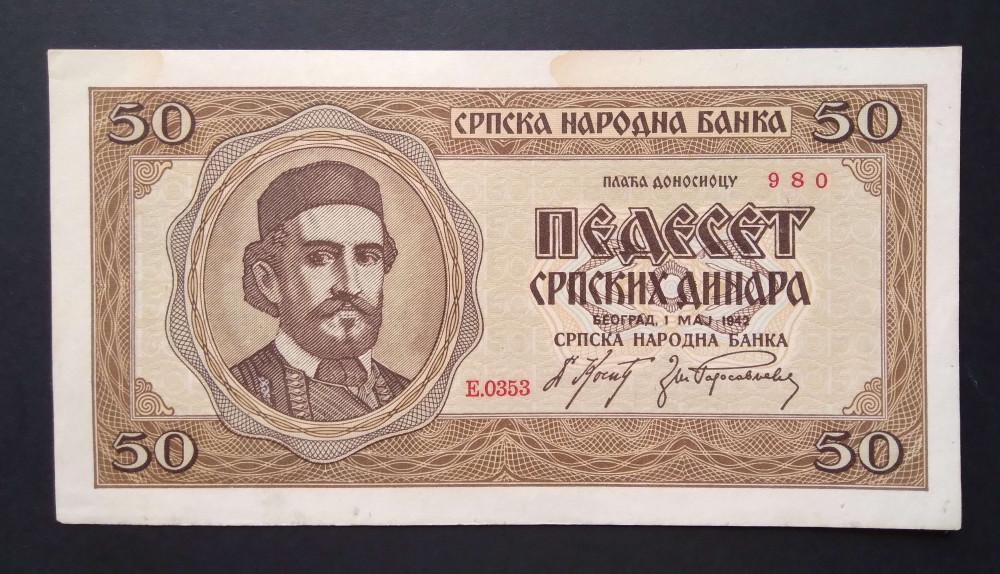 50 СРПСКА НАРОДНА БАНКА 50
ПЛАЋА ДОНОСИОЦУ 980
ПЕДЕСЕТ
СРПСКИХ ДИНАРА
БЕОГРАД, 1 МАЈ 1942
СРПСКА НАРОДНА БАНКА
E.0353
50 50